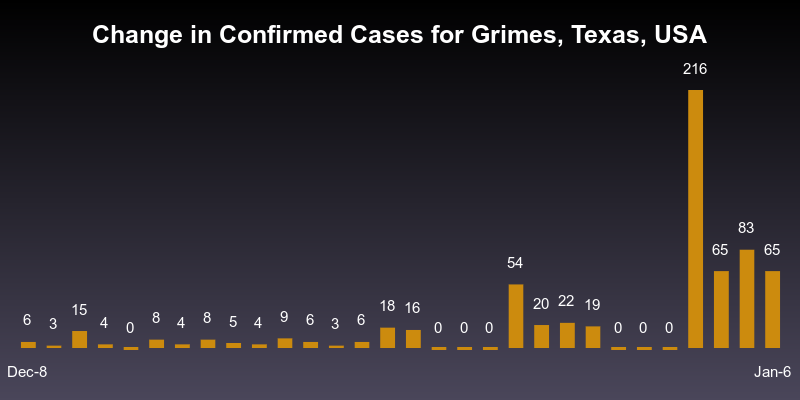 Change in Confirmed Cases for Grimes, Texas, USA
216
83
65 65
54
20 22 19
18 16
15
6 3 4 0 8 4 8 5 4 9 6 3 6 0 0 0 0 0 0
Dec-8 Jan-6